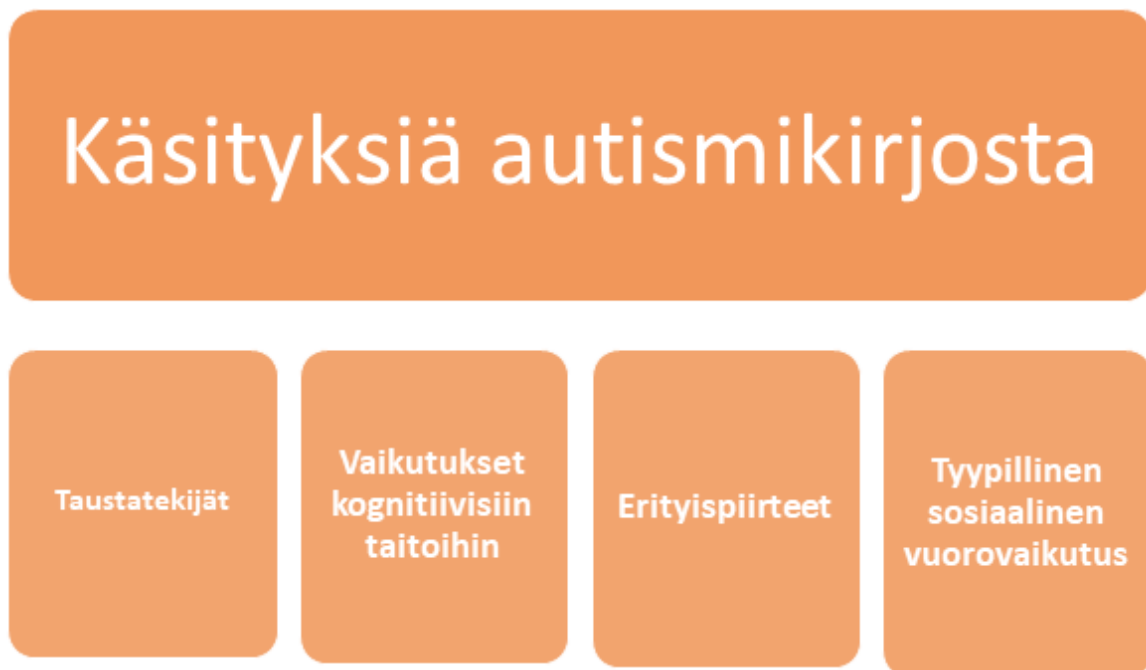 Käsityksiä autismikirjosta
Taustatekijät
Vaikutukset
kognitiivisiin
taitoihin
Erityispiirteet
Tyypillinen
sosiaalinen
vuorovaikutus